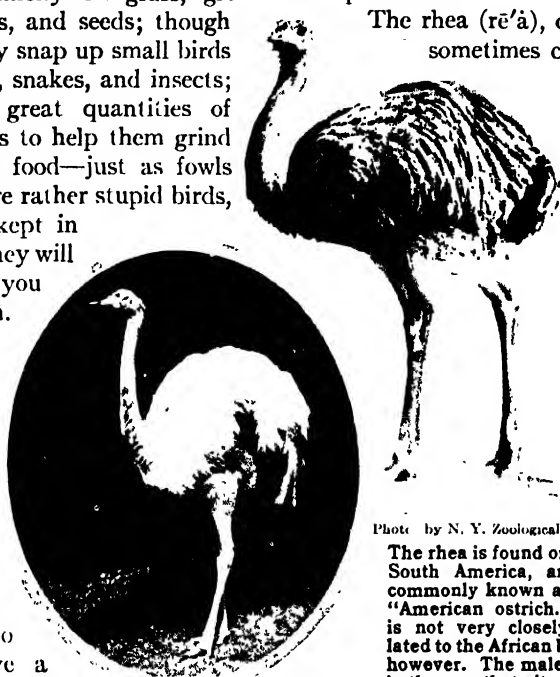 s, and seeds; though
y snap up small birds
, snakes, and insects;
great quantities of
s to help them grind
food—just as fowls
re rather stupid birds,
kept in
ney will
you
The rhea (rē′ȧ),
sometimes
Photo by N. Y. Zoological
The rhea is found
South America,
commonly known
“American ostrich.
is not very closely
lated to the African
however. The male
a